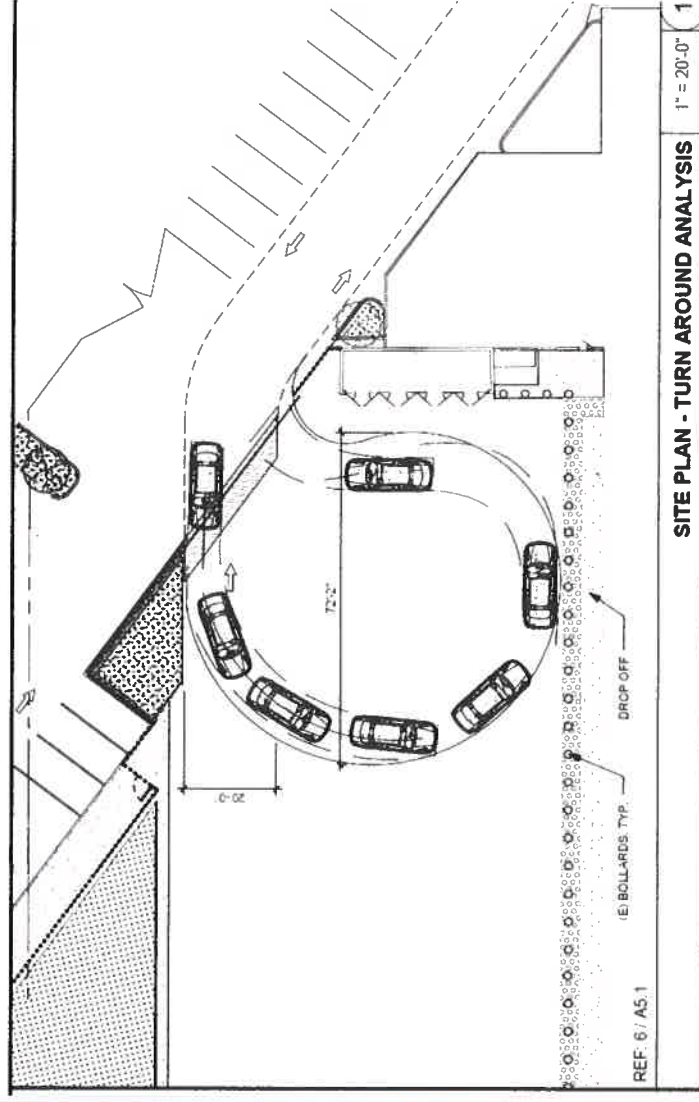 72'-2"
20'-0"
(E) BOLLARDS, TYP.
DROP OFF
REF: 6 / A5.1
SITE PLAN - TURN AROUND ANALYSIS
1" = 20'-0"
1